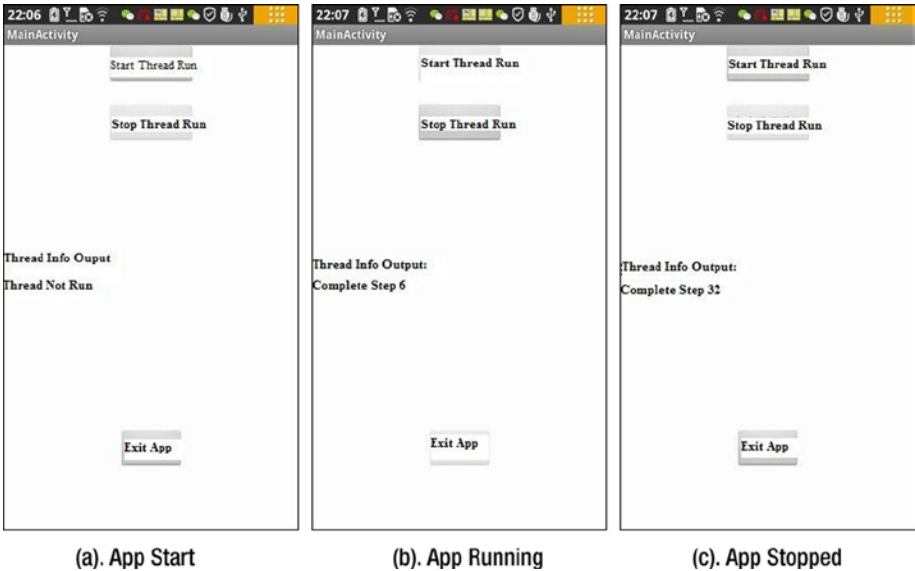 22:06
MainActivity
Start Thread Run
Stop Thread Run
Thread Info Ouput
Thread Not Run
Exit App
(a). App Start
22:07
MainActivity
Start Thread Run
Stop Thread Run
Thread Info Output:
Complete Step 6
Exit App
(b). App Running
22:07
MainActivity
Start Thread Run
Stop Thread Run
Thread Info Output:
Complete Step 32
Exit App
(c). App Stopped